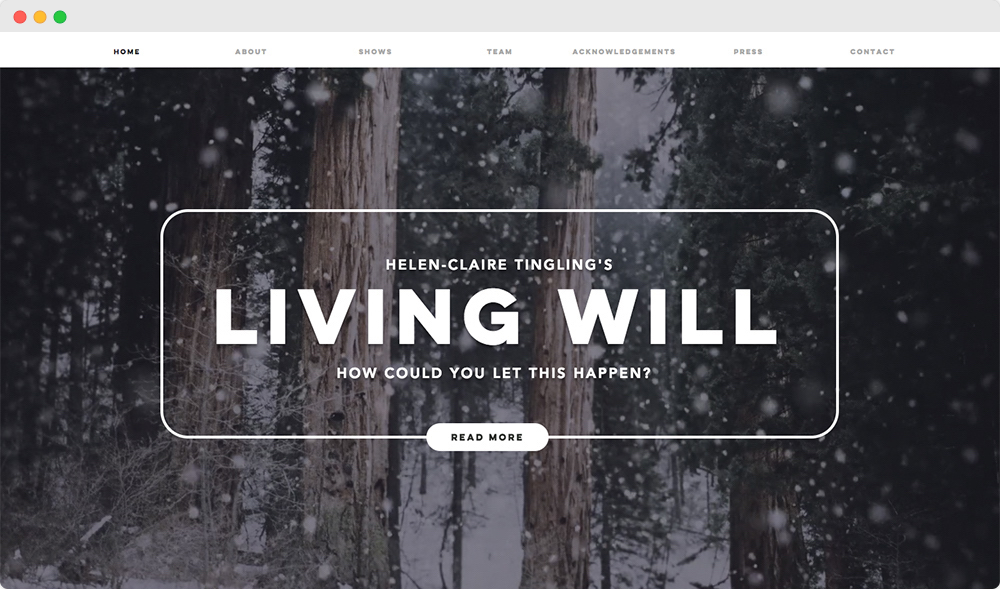 HOME ABOUT SHOWS TEAM ACKNOWLEDGEMENTS PRESS CONTACT
HELEN-CLAIRE TINGLING'S
LIVING WILL
HOW COULD YOU LET THIS HAPPEN?
READ MORE